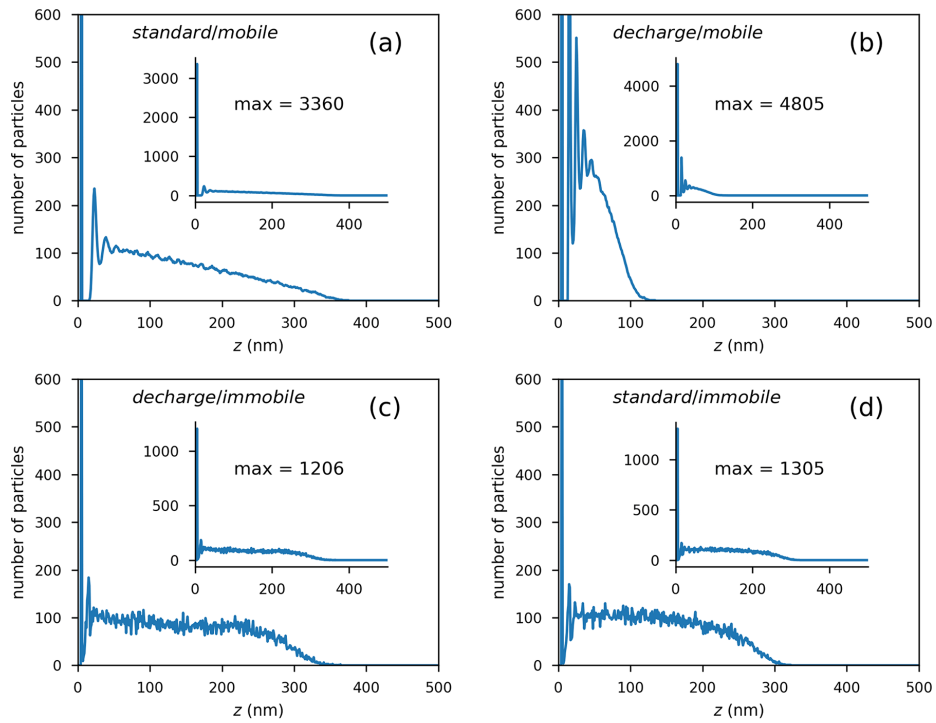 standard/mobile
(a)
max = 3360
3000
2000
1000
0
0 200 400
600
500
400
300
200
100
0
0 100 200 300 400 500
number of particles
z (nm)
decharge/mobile
(b)
max = 4805
4000
2000
0
0 200 400
600
500
400
300
200
100
0
0 100 200 300 400 500
number of particles
z (nm)
decharge/immobile
(c)
max = 1206
1000
500
0
0 200 400
600
500
400
300
200
100
0
0 100 200 300 400 500
number of particles
z (nm)
standard/immobile
(d)
max = 1305
1000
500
0
0 200 400
600
500
400
300
200
100
0
0 100 200 300 400 500
number of particles
z (nm)